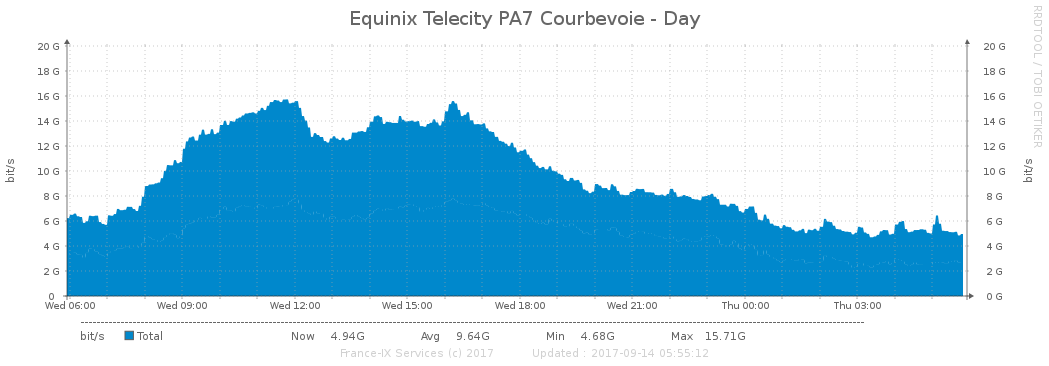 Equinix Telecity PA7 Courbevoie - Day
RRDTOOL / TOBI OETIKER
bit/s
20 G 20 G
18 G 18 G
16 G 16 G
14 G 14 G
12 G 12 G
10 G 10 G
8 G 8 G
6 G 6 G
4 G 4 G
2 G 2 G
0 0 G
bit/s
Wed 06:00 Wed 09:00 Wed 12:00 Wed 15:00 Wed 18:00 Wed 21:00 Thu 00:00 Thu 03:00
bit/s Total Now 4.94G Avg 9.64G Min 4.68G Max 15.71G
France-IX Services (c) 2017 Updated : 2017-09-14 05:55:12